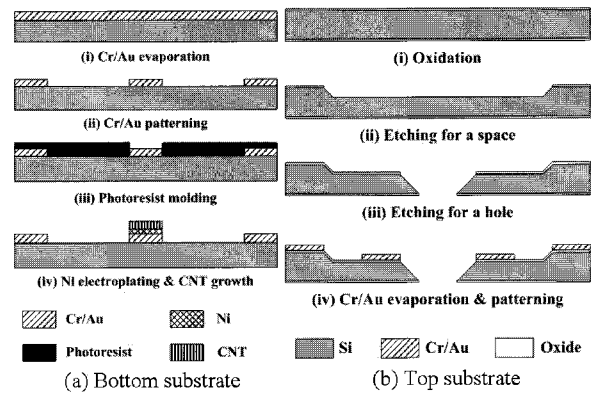 (i) Cr/Au evaporation
(ii) Cr/Au patterning
(iii) Photoresist molding
(iv) Ni electroplating & CNT growth
Cr/Au
Ni
Photoresist
CNT
(a) Bottom substrate
(i) Oxidation
(ii) Etching for a space
(iii) Etching for a hole
(iv) Cr/Au evaporation & patterning
Si
Cr/Au
Oxide
(b) Top substrate